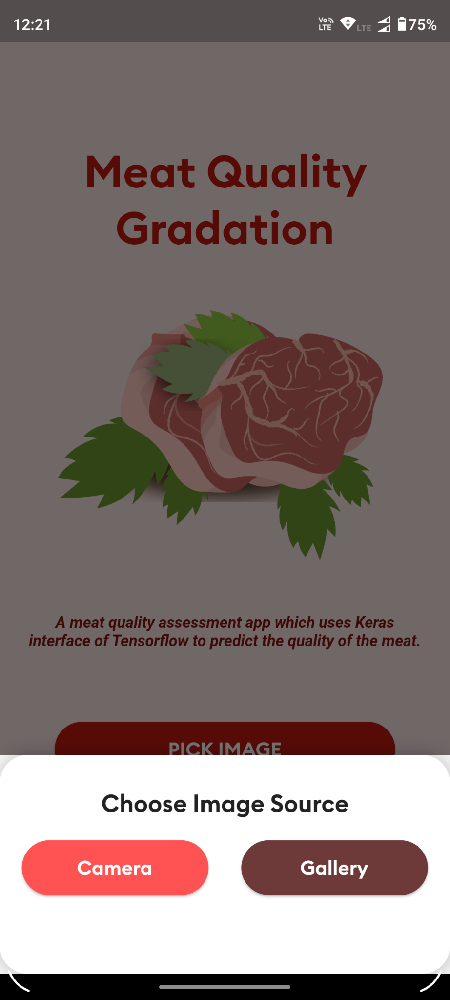 12:21
Vo
LTE
LTE
75%
Meat Quality
Gradation
A meat quality assessment app which uses Keras
interface of Tensorflow to predict the quality of the meat.
PICK IMAGE
Choose Image Source
Camera
Gallery